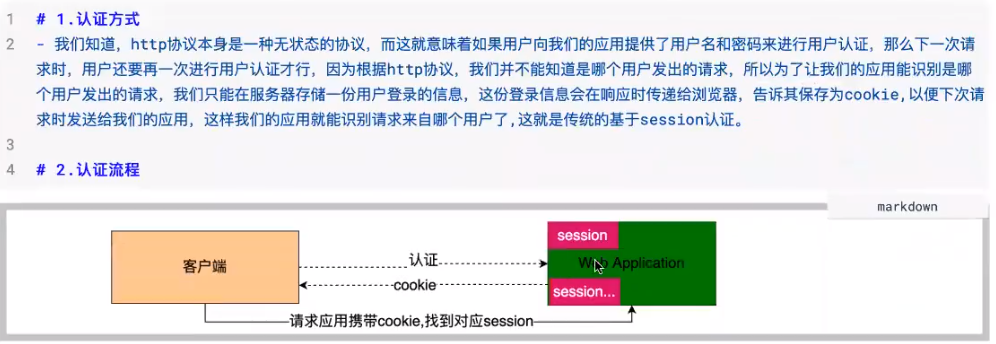 1 # 1.认证方式
2 - 我们知道，http协议本身是一种无状态的协议，而这就意味着如果用户向我们的应用提供了用户名和密码来进行用户认证，那么下一次请
求时，用户还要再一次进行用户认证才行，因为根据http协议，我们并不能知道是哪个用户发出的请求，所以为了让我们的应用能识别是哪
个用户发出的请求，我们只能在服务器存储一份用户登录的信息，这份登录信息会在响应时传递给浏览器，告诉其保存为cookie,以便下次请
求时发送给我们的应用，这样我们的应用就能识别请求来自哪个用户了,这就是传统的基于session认证。
3
4 # 2.认证流程
markdown
session
客户端
认证
Web Application
cookie
session...
请求应用携带cookie,找到对应session